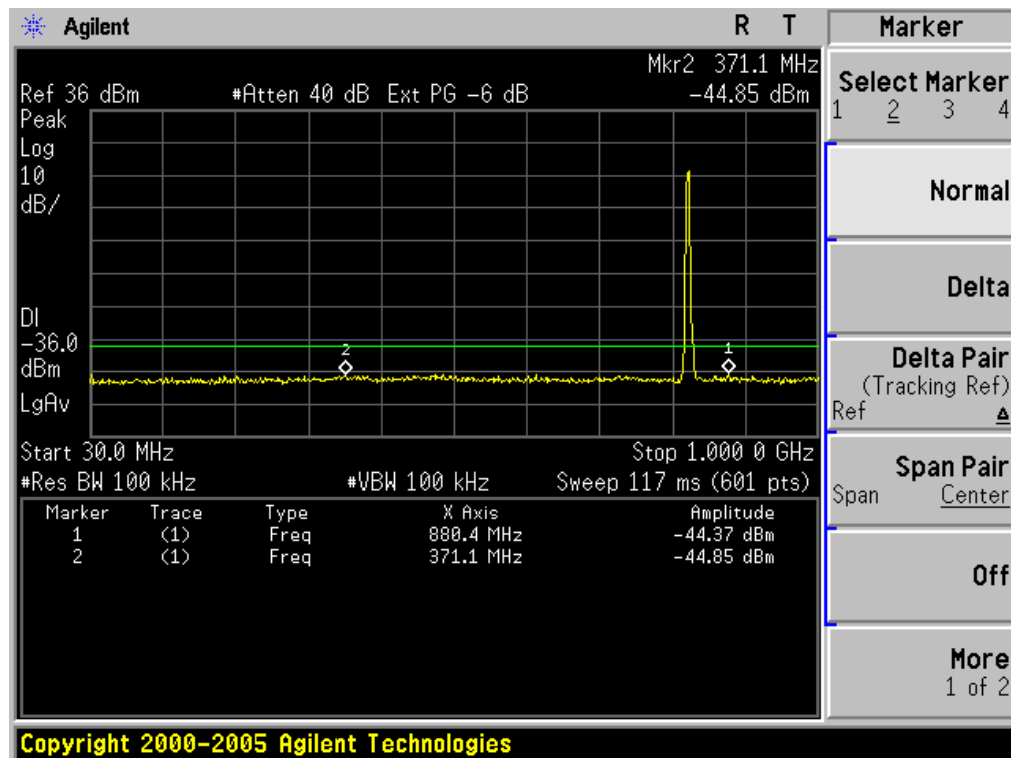 Agilent R T
Mkr2 371.1 MHz
Ref 36 dBm #Atten 40 dB Ext PG -6 dB -44.85 dBm
Peak
Log
10
dB/
DI
-36.0
dBm
LgAv
2
1
Start 30.0 MHz Stop 1.000 0 GHz
#Res BW 100 kHz #VBW 100 kHz Sweep 117 ms (601 pts)
Marker Trace Type X Axis Amplitude
1 (1) Freq 880.4 MHz -44.37 dBm
2 (1) Freq 371.1 MHz -44.85 dBm
Marker
Select Marker
1 2 3 4
Normal
Delta
Delta Pair
(Tracking Ref)
Ref Δ
Span Pair
Span Center
Off
More
1 of 2
Copyright 2000-2005 Agilent Technologies